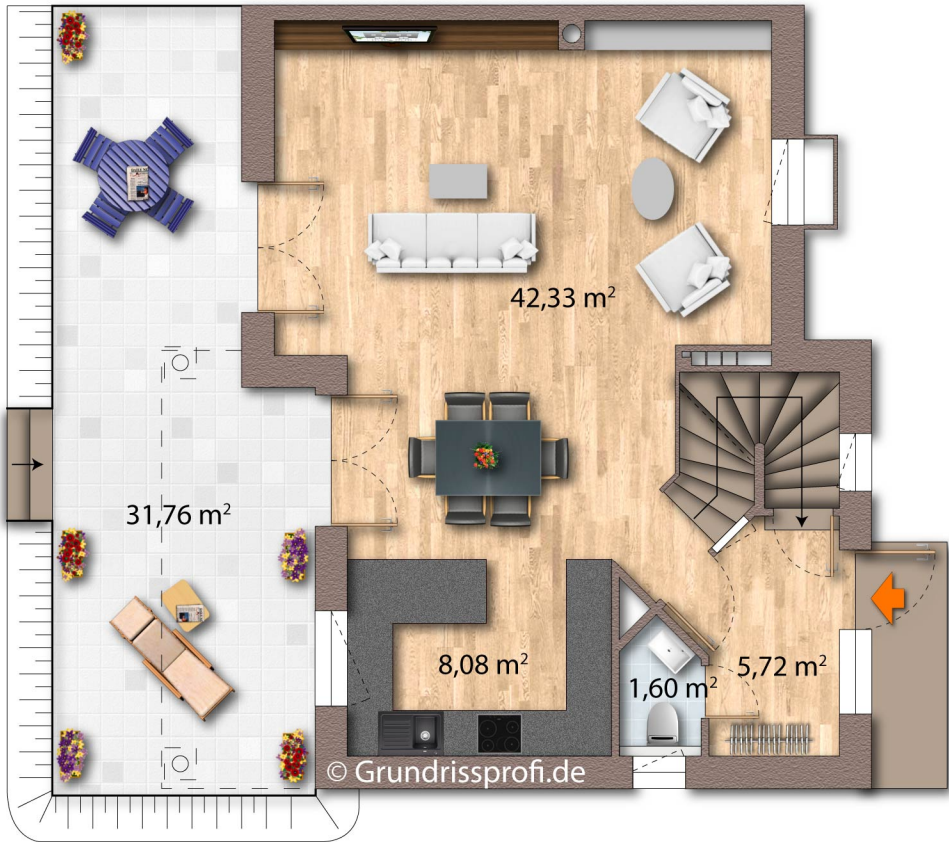 42,33 m²
31,76 m²
8,08 m²
1,60 m²
5,72 m²
© Grundrissprofi.de